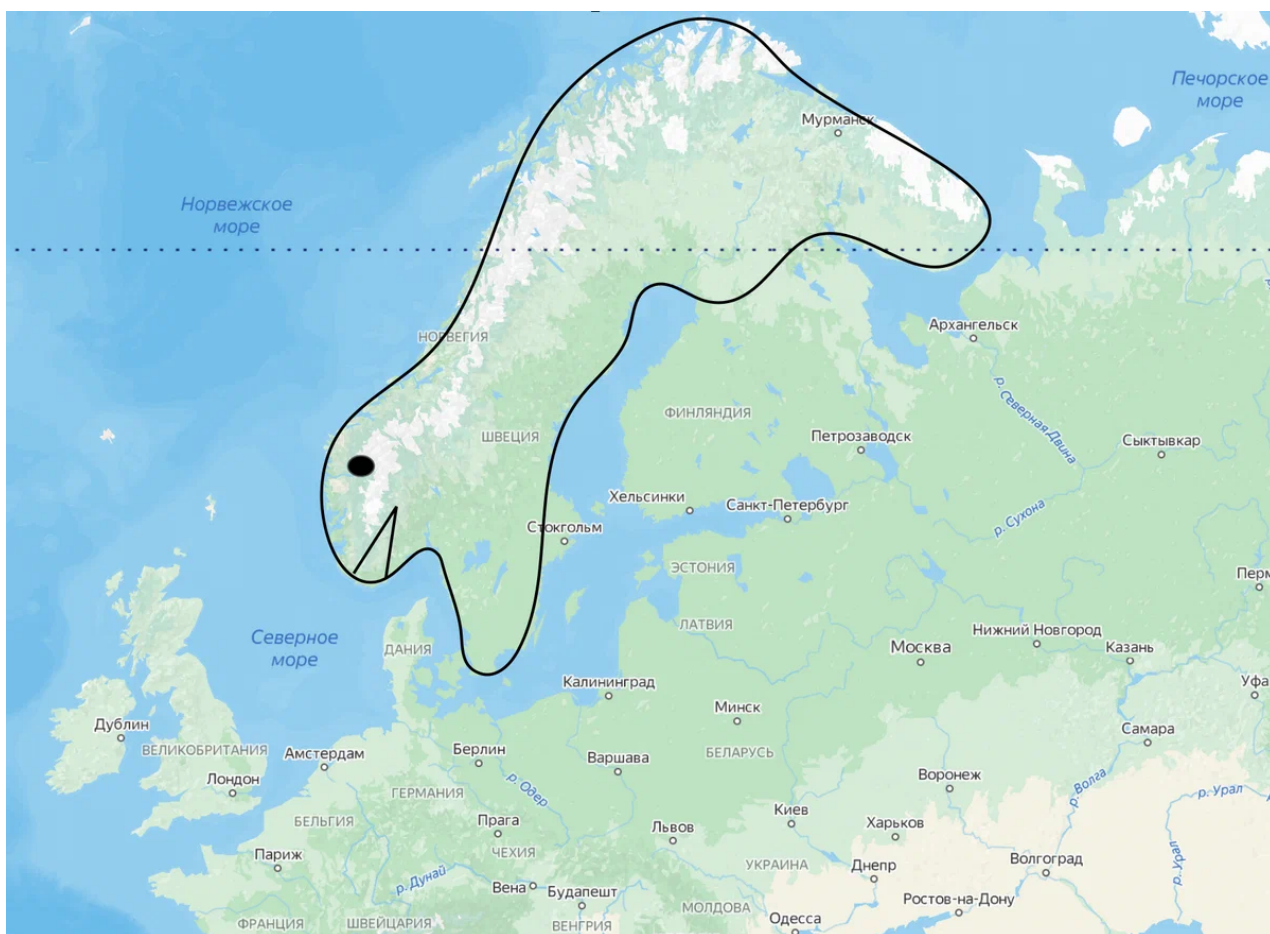 Печорское
море
Мурманск
Норвежское
море
Архангельск
НОРВЕГИЯ
р. Северная Двина
ФИНЛЯНДИЯ
ШВЕЦИЯ
Петрозаводск
Сыктывкар
Хельсинки
Санкт-Петербург
р. Сухона
Стокгольм
ЭСТОНИЯ
Перм
ЛАТВИЯ
Северное
море
ДАНИЯ
Нижний Новгород
Москва
Казань
Калининград
Уфа
Минск
Дублин
ВЕЛИКОБРИТАНИЯ
Амстердам
Берлин
Варшава
БЕЛАРУСЬ
Самара
Лондон
р. Одер
ГЕРМАНИЯ
Воронеж
р. Волга
р. Урал
БЕЛЬГИЯ
Прага
Львов
Киев
Харьков
Париж
ЧЕХИЯ
УКРАИНА
Днепр
Волгоград
р. Урал
р. Дунай
Вена
Будапешт
МОЛДОВА
Ростов-на-Дону
ФРАНЦИЯ
ШВЕЙЦАРИЯ
ВЕНГРИЯ
Одесса